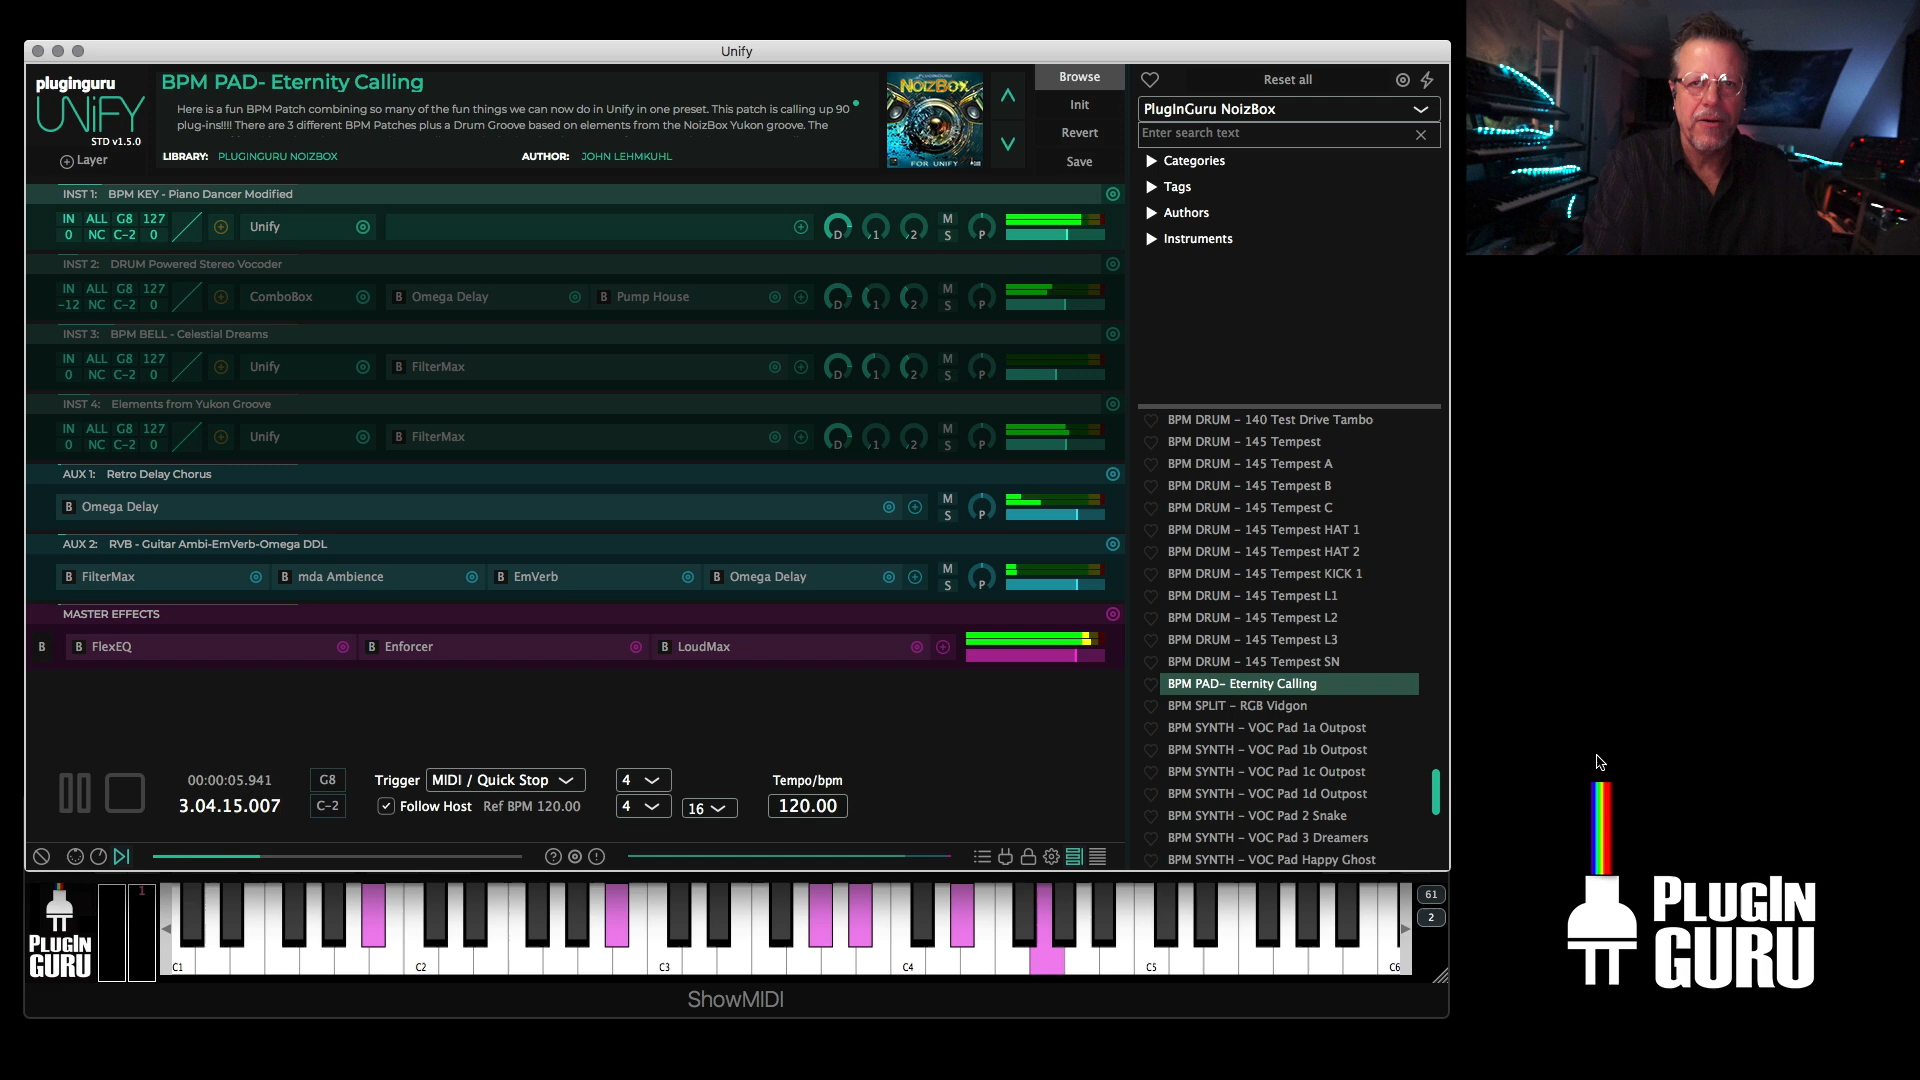 Unify
pluginguru
UNIFY
STD v1.5.0
Layer
BPM PAD- Eternity Calling
Here is a fun BPM Patch combining so many of the fun things we can now do in Unify in one preset. This patch is calling up 90
plug-ins!!!! There are 3 different BPM Patches plus a Drum Groove based on elements from the NoizBox Yukon groove. The
LIBRARY: PLUGINGURU NOIZBOX
AUTHOR: JOHN LEHMKUHL
NOIZBOX
FOR UNIFY
Browse
Init
Revert
Save
INST 1: BPM KEY - Piano Dancer Modified
IN ALL G8 127
0 NC C-2 0
Unify
D 1 2 M S P
INST 2: DRUM Powered Stereo Vocoder
IN ALL G8 127
-12 NC C-2 0
ComboBox
B Omega Delay
B Pump House
D 1 2 M S P
INST 3: BPM BELL - Celestial Dreams
IN ALL G8 127
0 NC C-2 0
Unify
B FilterMax
D 1 2 M S P
INST 4: Elements from Yukon Groove
IN ALL G8 127
0 NC C-2 0
Unify
B FilterMax
D 1 2 M S P
AUX 1: Retro Delay Chorus
B Omega Delay
M S P
AUX 2: RVB - Guitar Ambi-EmVerb-Omega DDL
B FilterMax
B mda Ambience
B EmVerb
B Omega Delay
M S P
MASTER EFFECTS
B
B FlexEQ
B Enforcer
B LoudMax
00:00:05.941
3.04.15.007
G8
C-2
Trigger MIDI / Quick Stop
Follow Host Ref BPM 120.00
4
4
16
Tempo/bpm
120.00
Reset all
PlugInGuru NoizBox
Enter search text
Categories
Tags
Authors
Instruments
BPM DRUM - 140 Test Drive Tambo
BPM DRUM - 145 Tempest
BPM DRUM - 145 Tempest A
BPM DRUM - 145 Tempest B
BPM DRUM - 145 Tempest C
BPM DRUM - 145 Tempest HAT 1
BPM DRUM - 145 Tempest HAT 2
BPM DRUM - 145 Tempest KICK 1
BPM DRUM - 145 Tempest L1
BPM DRUM - 145 Tempest L2
BPM DRUM - 145 Tempest L3
BPM DRUM - 145 Tempest SN
BPM PAD- Eternity Calling
BPM SPLIT - RGB Vidgon
BPM SYNTH - VOC Pad 1a Outpost
BPM SYNTH - VOC Pad 1b Outpost
BPM SYNTH - VOC Pad 1c Outpost
BPM SYNTH - VOC Pad 1d Outpost
BPM SYNTH - VOC Pad 2 Snake
BPM SYNTH - VOC Pad 3 Dreamers
BPM SYNTH - VOC Pad Happy Ghost
PLUGIN
GURU
1
C1 C2 C3 C4 C5 C6
61
2
ShowMIDI
PLUGIN
GURU